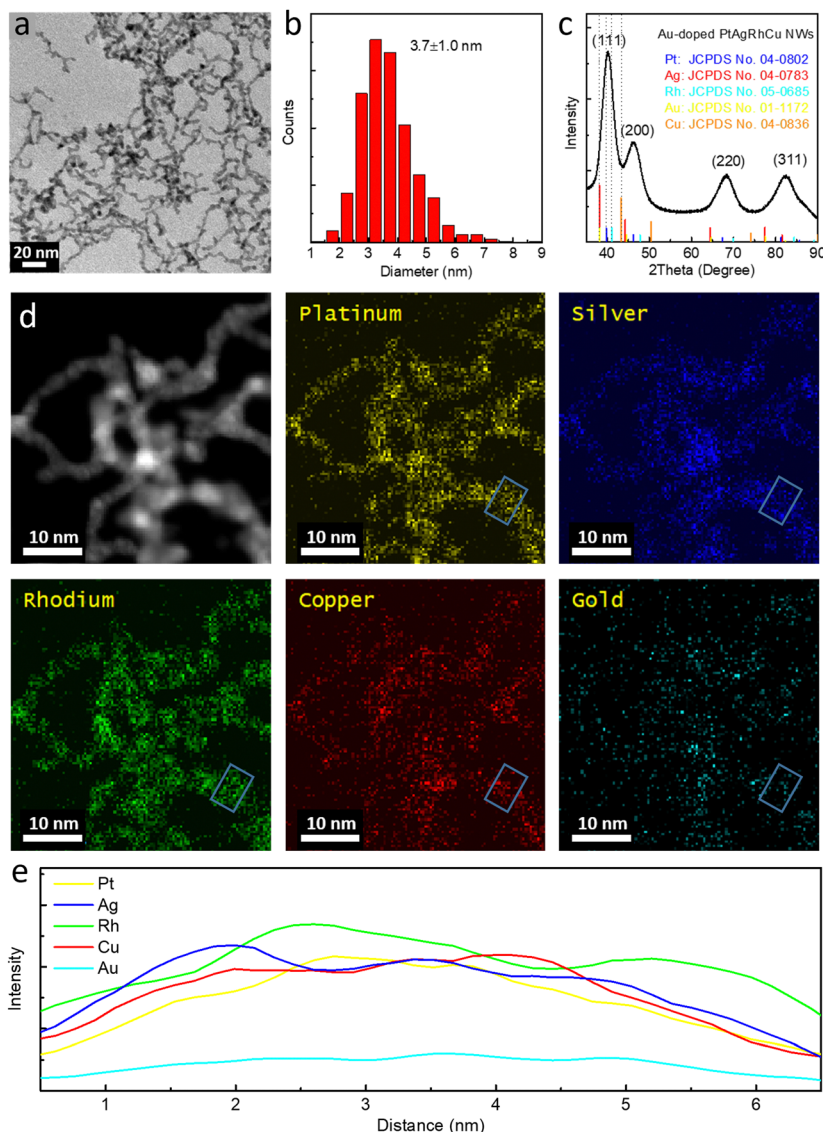 a
20 nm
b
3.7±1.0 nm
Counts
1 2 3 4 5 6 7 8 9
Diameter (nm)
c
Au-doped PtAgRhCu NWs
(111)
Pt: JCPDS No. 04-0802
Ag: JCPDS No. 04-0783
Rh: JCPDS No. 05-0685
Au: JCPDS No. 01-1172
Cu: JCPDS No. 04-0836
(200)
(220)
(311)
Intensity
40 50 60 70 80 90
2Theta (Degree)
d
10 nm
Platinum
10 nm
Silver
10 nm
Rhodium
10 nm
Copper
10 nm
Gold
10 nm
e
Pt
Ag
Rh
Cu
Au
Intensity
1 2 3 4 5 6
Distance (nm)